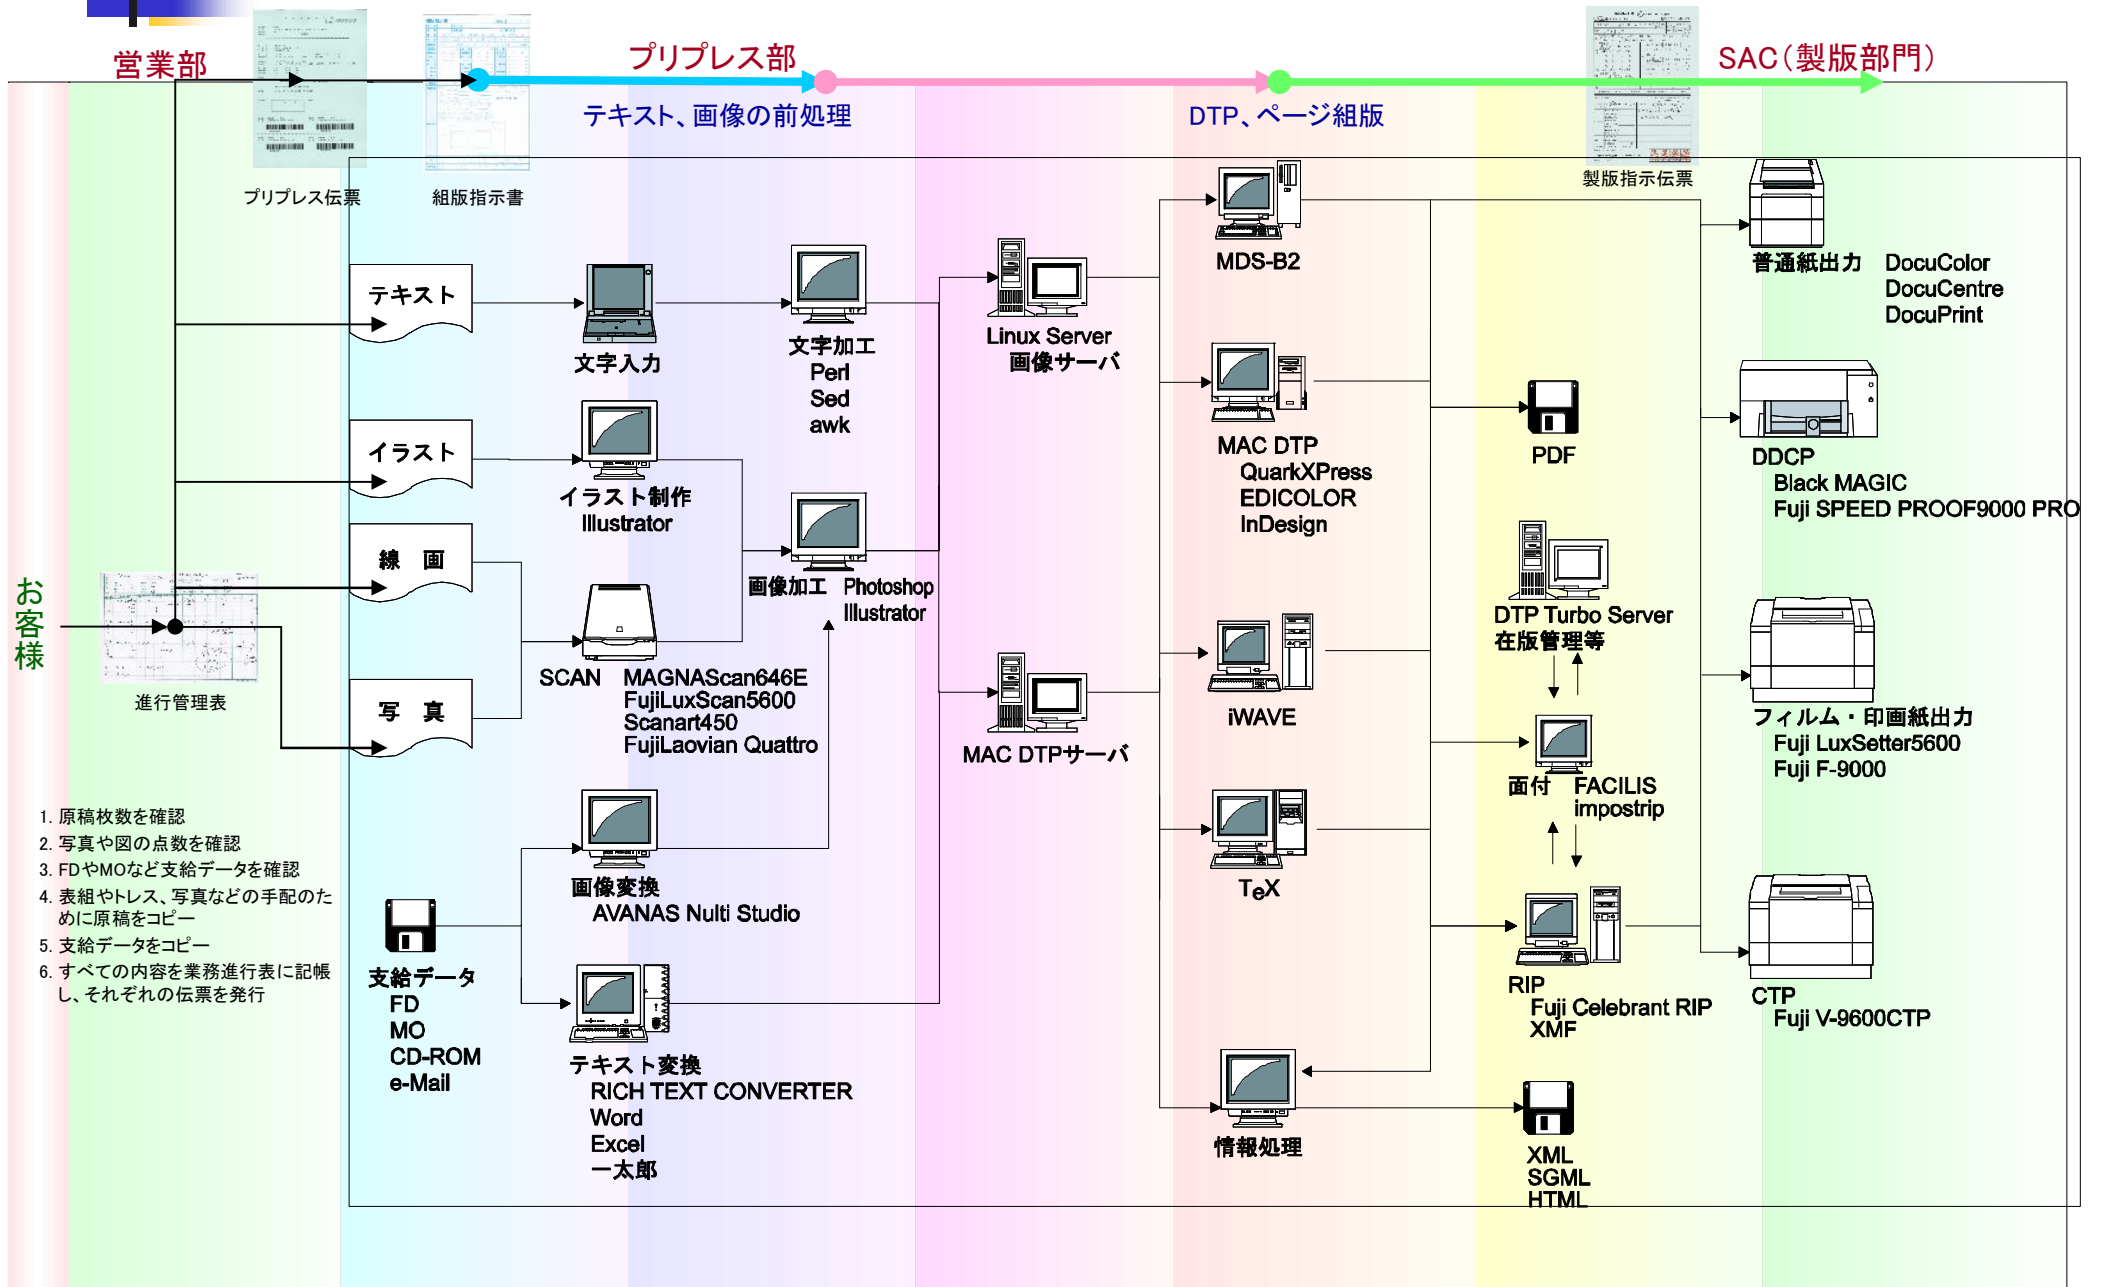 営業部
プリプレス部
SAC（製版部門）
テキスト、画像の前処理
DTP、ページ組版
プリプレス伝票
組版指示書
製版指示伝票
お客様
進行管理表
1. 原稿枚数を確認
2. 写真や図の点数を確認
3. FDやMOなど支給データを確認
4. 表組やトレス、写真などの手配のた
めに原稿をコピー
5. 支給データをコピー
6. すべての内容を業務進行表に記帳
し、それぞれの伝票を発行
テキスト
イラスト
線　画
写　真
支給データ
FD
MO
CD-ROM
e-Mail
文字入力
イラスト制作
Illustrator
SCAN　MAGNAScan646E
FujiLuxScan5600
Scanart450
FujiLaovian Quattro
画像変換
AVANAS Nulti Studio
テキスト変換
RICH TEXT CONVERTER
Word
Excel
一太郎
文字加工
Perl
Sed
awk
画像加工　Photoshop
Illustrator
Linux Server
画像サーバ
MAC DTPサーバ
MDS-B2
MAC DTP
QuarkXPress
EDICOLOR
InDesign
iWAVE
TeX
情報処理
PDF
DTP Turbo Server
在版管理等
面付　FACILIS
impostrip
RIP
Fuji Celebrant RIP
XMF
XML
SGML
HTML
普通紙出力　DocuColor
DocuCentre
DocuPrint
DDCP
Black MAGIC
Fuji SPEED PROOF9000 PRO
フィルム・印画紙出力
Fuji LuxSetter5600
Fuji F-9000
CTP
Fuji V-9600CTP